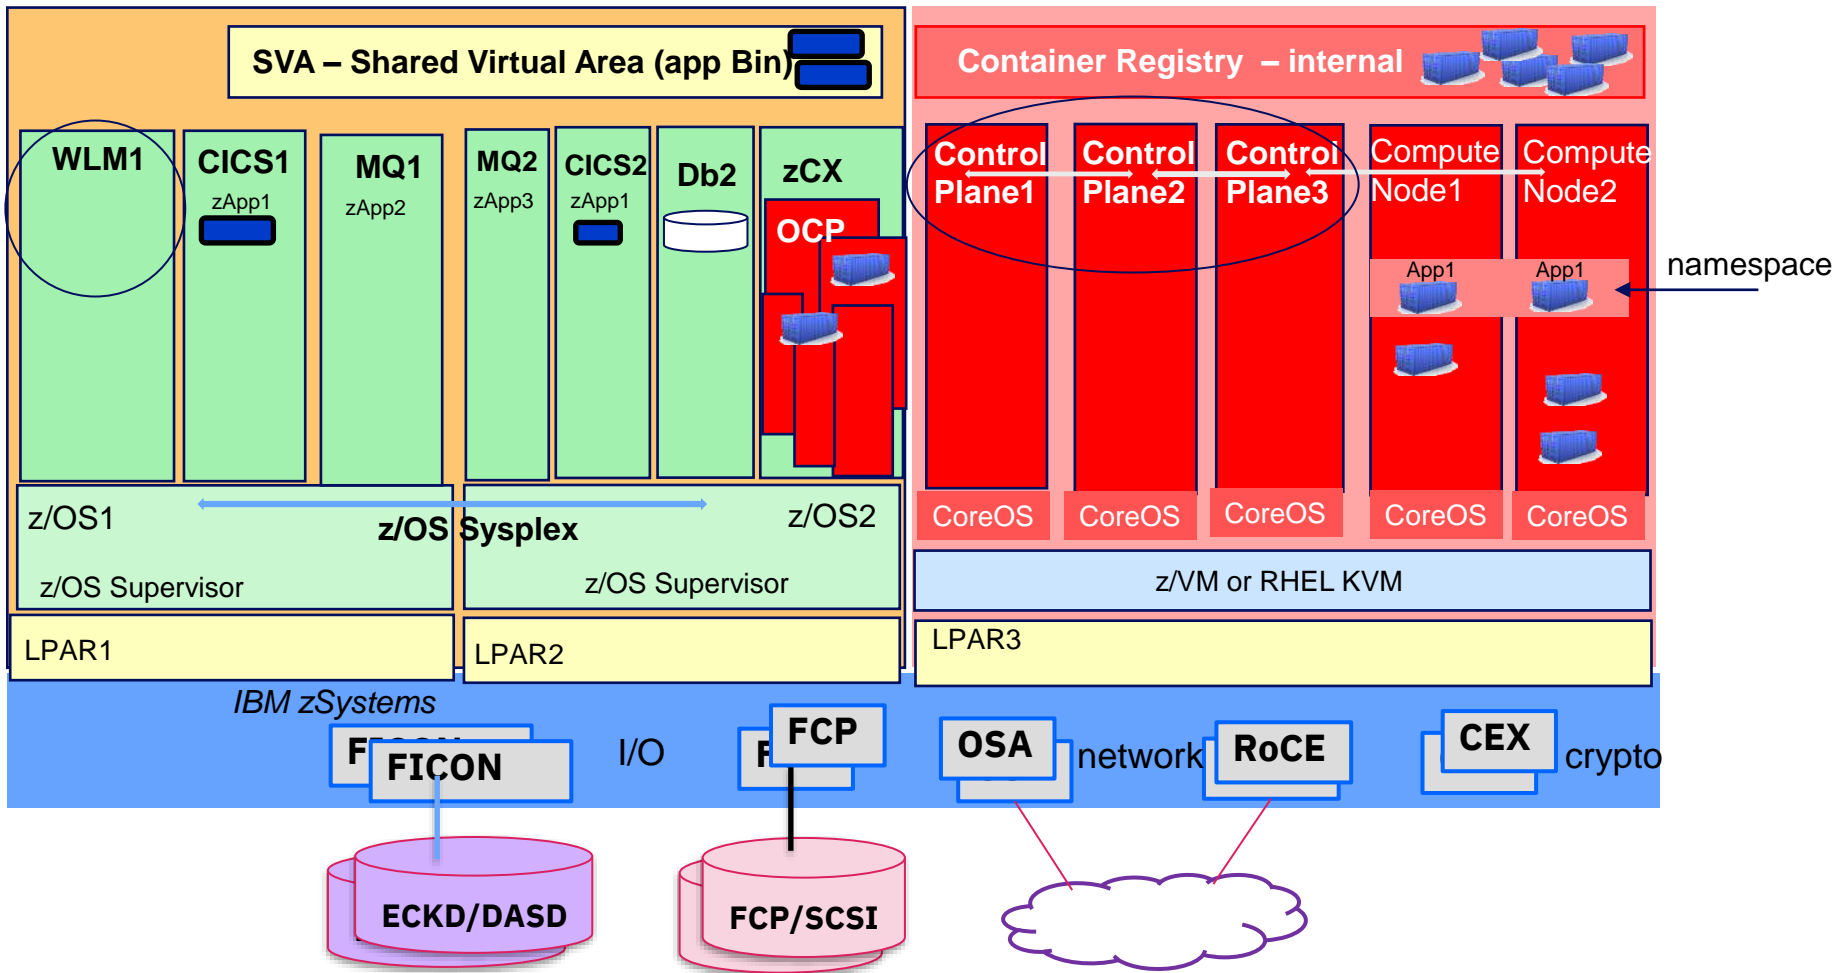 SVA – Shared Virtual Area (app Bin)
Container Registry – internal
WLM1
CICS1
zApp1
MQ1
zApp2
MQ2
zApp3
CICS2
zApp1
Db2
zCX
OCP
Control
Plane1
Control
Plane2
Control
Plane3
Compute
Node1
Compute
Node2
App1
App1
namespace
z/OS1
z/OS Sysplex
z/OS2
z/OS Supervisor
z/OS Supervisor
CoreOS
CoreOS
CoreOS
CoreOS
CoreOS
z/VM or RHEL KVM
LPAR1
LPAR2
LPAR3
IBM zSystems
FICON
FICON
I/O
FCP
OSA
network
RoCE
CEX
crypto
ECKD/DASD
FCP/SCSI